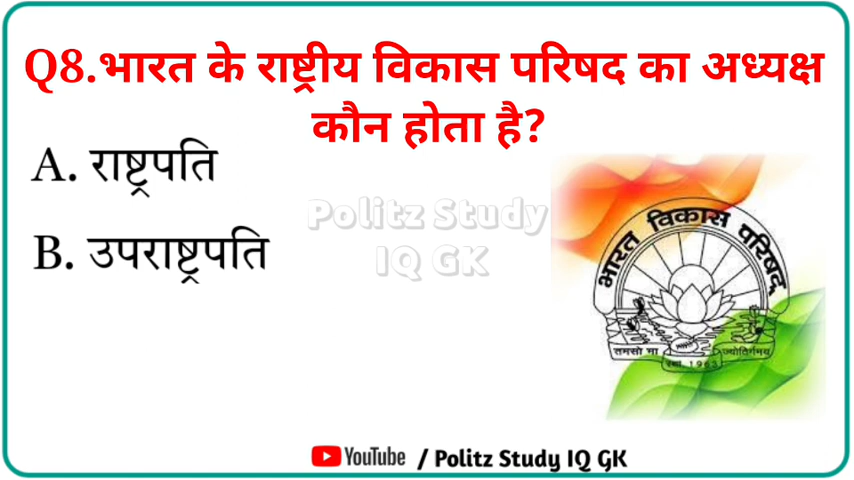 Q8.भारत के राष्ट्रीय विकास परिषद का अध्यक्ष
कौन होता है?
A. राष्ट्रपति
B. उपराष्ट्रपति
Politz Study
IQ GK
भारत विकास परिषद्
तमसो मा ज्योतिर्गमय
स्था. 1963
YouTube / Politz Study IQ GK